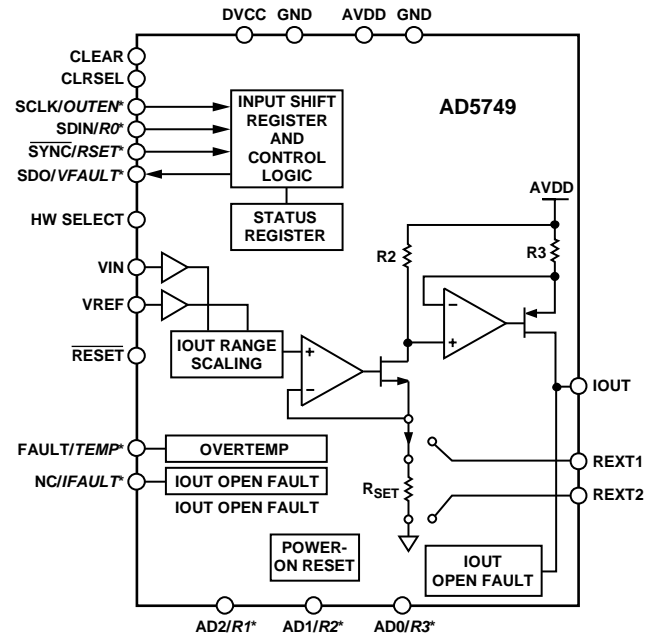 DVCC GND AVDD GND
CLEAR
CLRSEL
SCLK/OUTEN*
SDIN/R0*
SYNC/RSET*
SDO/VFAULT*
HW SELECT
VIN
VREF
RESET
FAULT/TEMP*
NC/IFAULT*
INPUT SHIFT
REGISTER
AND
CONTROL
LOGIC
STATUS
REGISTER
AD5749
AVDD
R2
R3
IOUT RANGE
SCALING
+
−
−
+
IOUT
REXT1
REXT2
RSET
OVERTEMP
IOUT OPEN FAULT
IOUT OPEN FAULT
POWER-
ON RESET
IOUT
OPEN FAULT
AD2/R1* AD1/R2* AD0/R3*